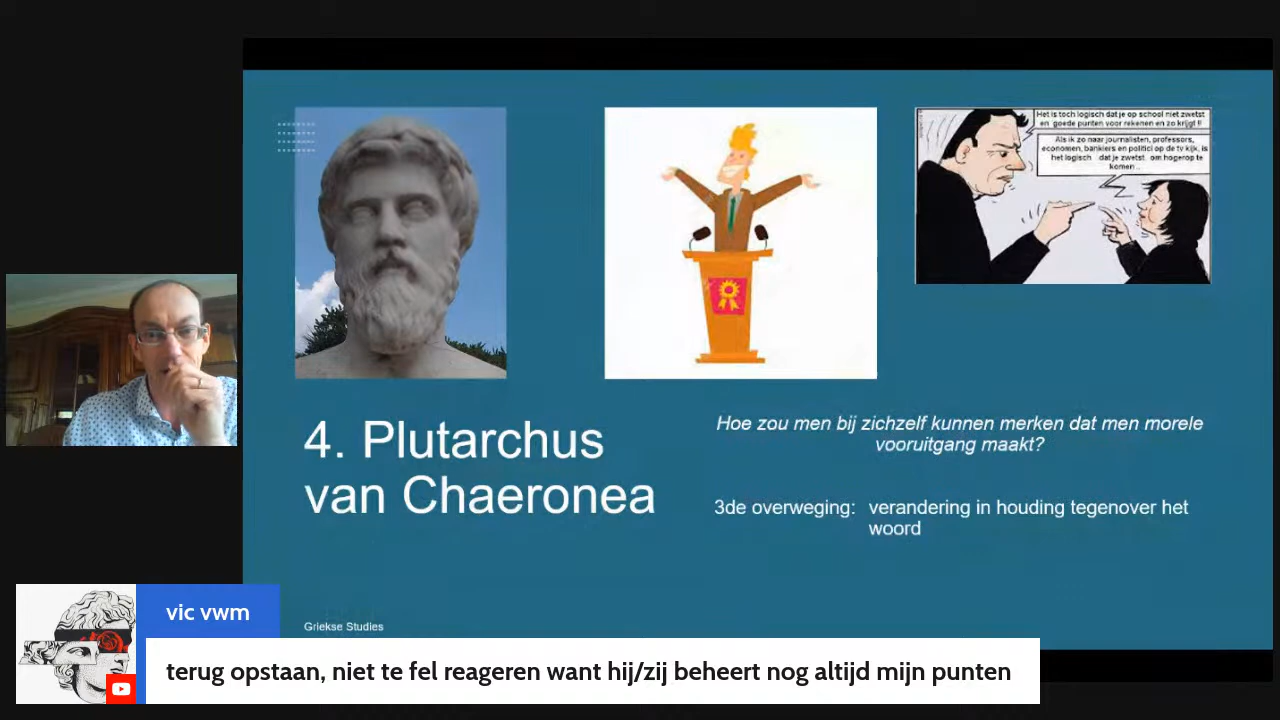 Het is toch logisch dat je op school niet zwetst
en goede punten voor rekenen en zo krijgt !!
Als ik zo naar journalisten, professors,
economen, bankiers en politici op de tv kijk, is
het logisch dat je zwetst om hogerop te
komen ..
4. Plutarchus
van Chaeronea
Hoe zou men bij zichzelf kunnen merken dat men morele
vooruitgang maakt?
3de overweging: verandering in houding tegenover het
woord
Griekse Studies
vic vwm
terug opstaan, niet te fel reageren want hij/zij beheert nog altijd mijn punten